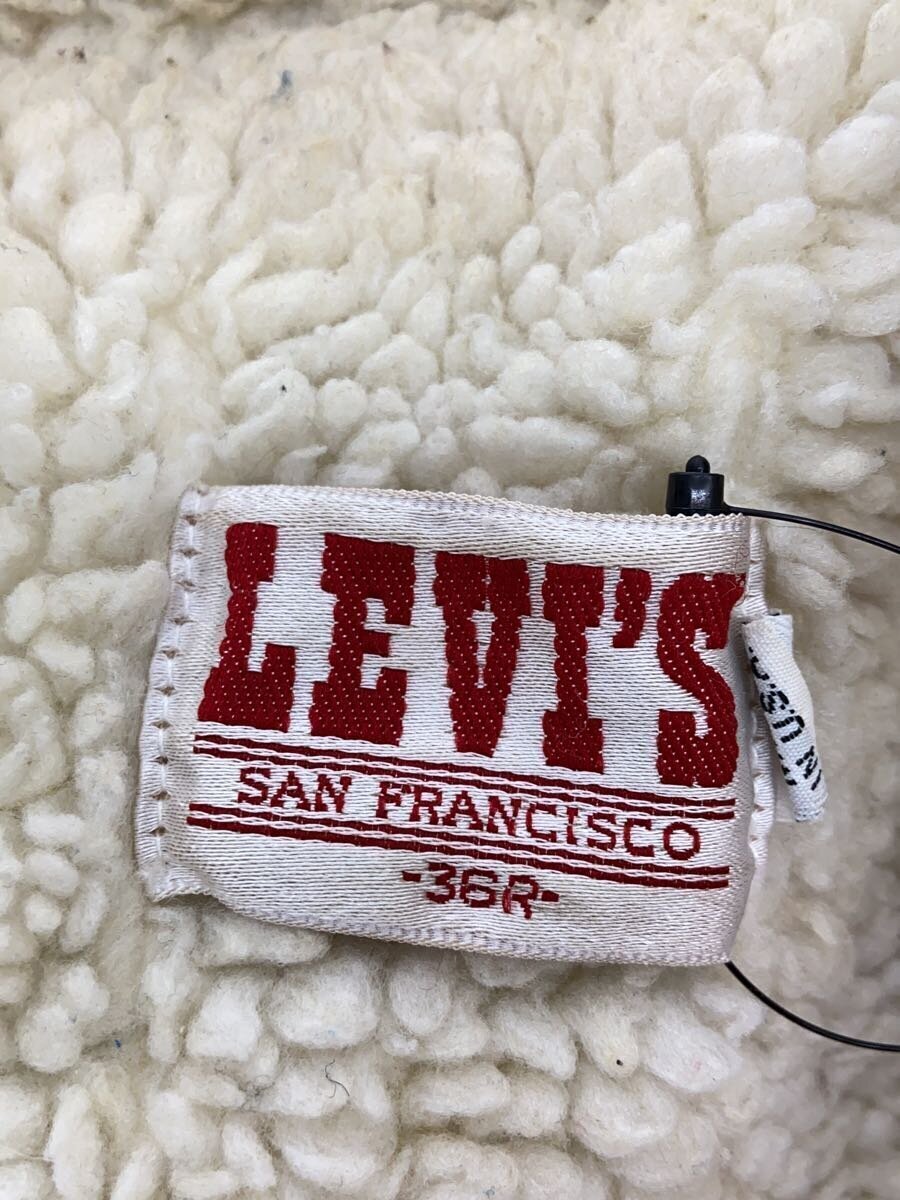 LEVI'S
SAN FRANCISCO
-36R-
U.S.A.